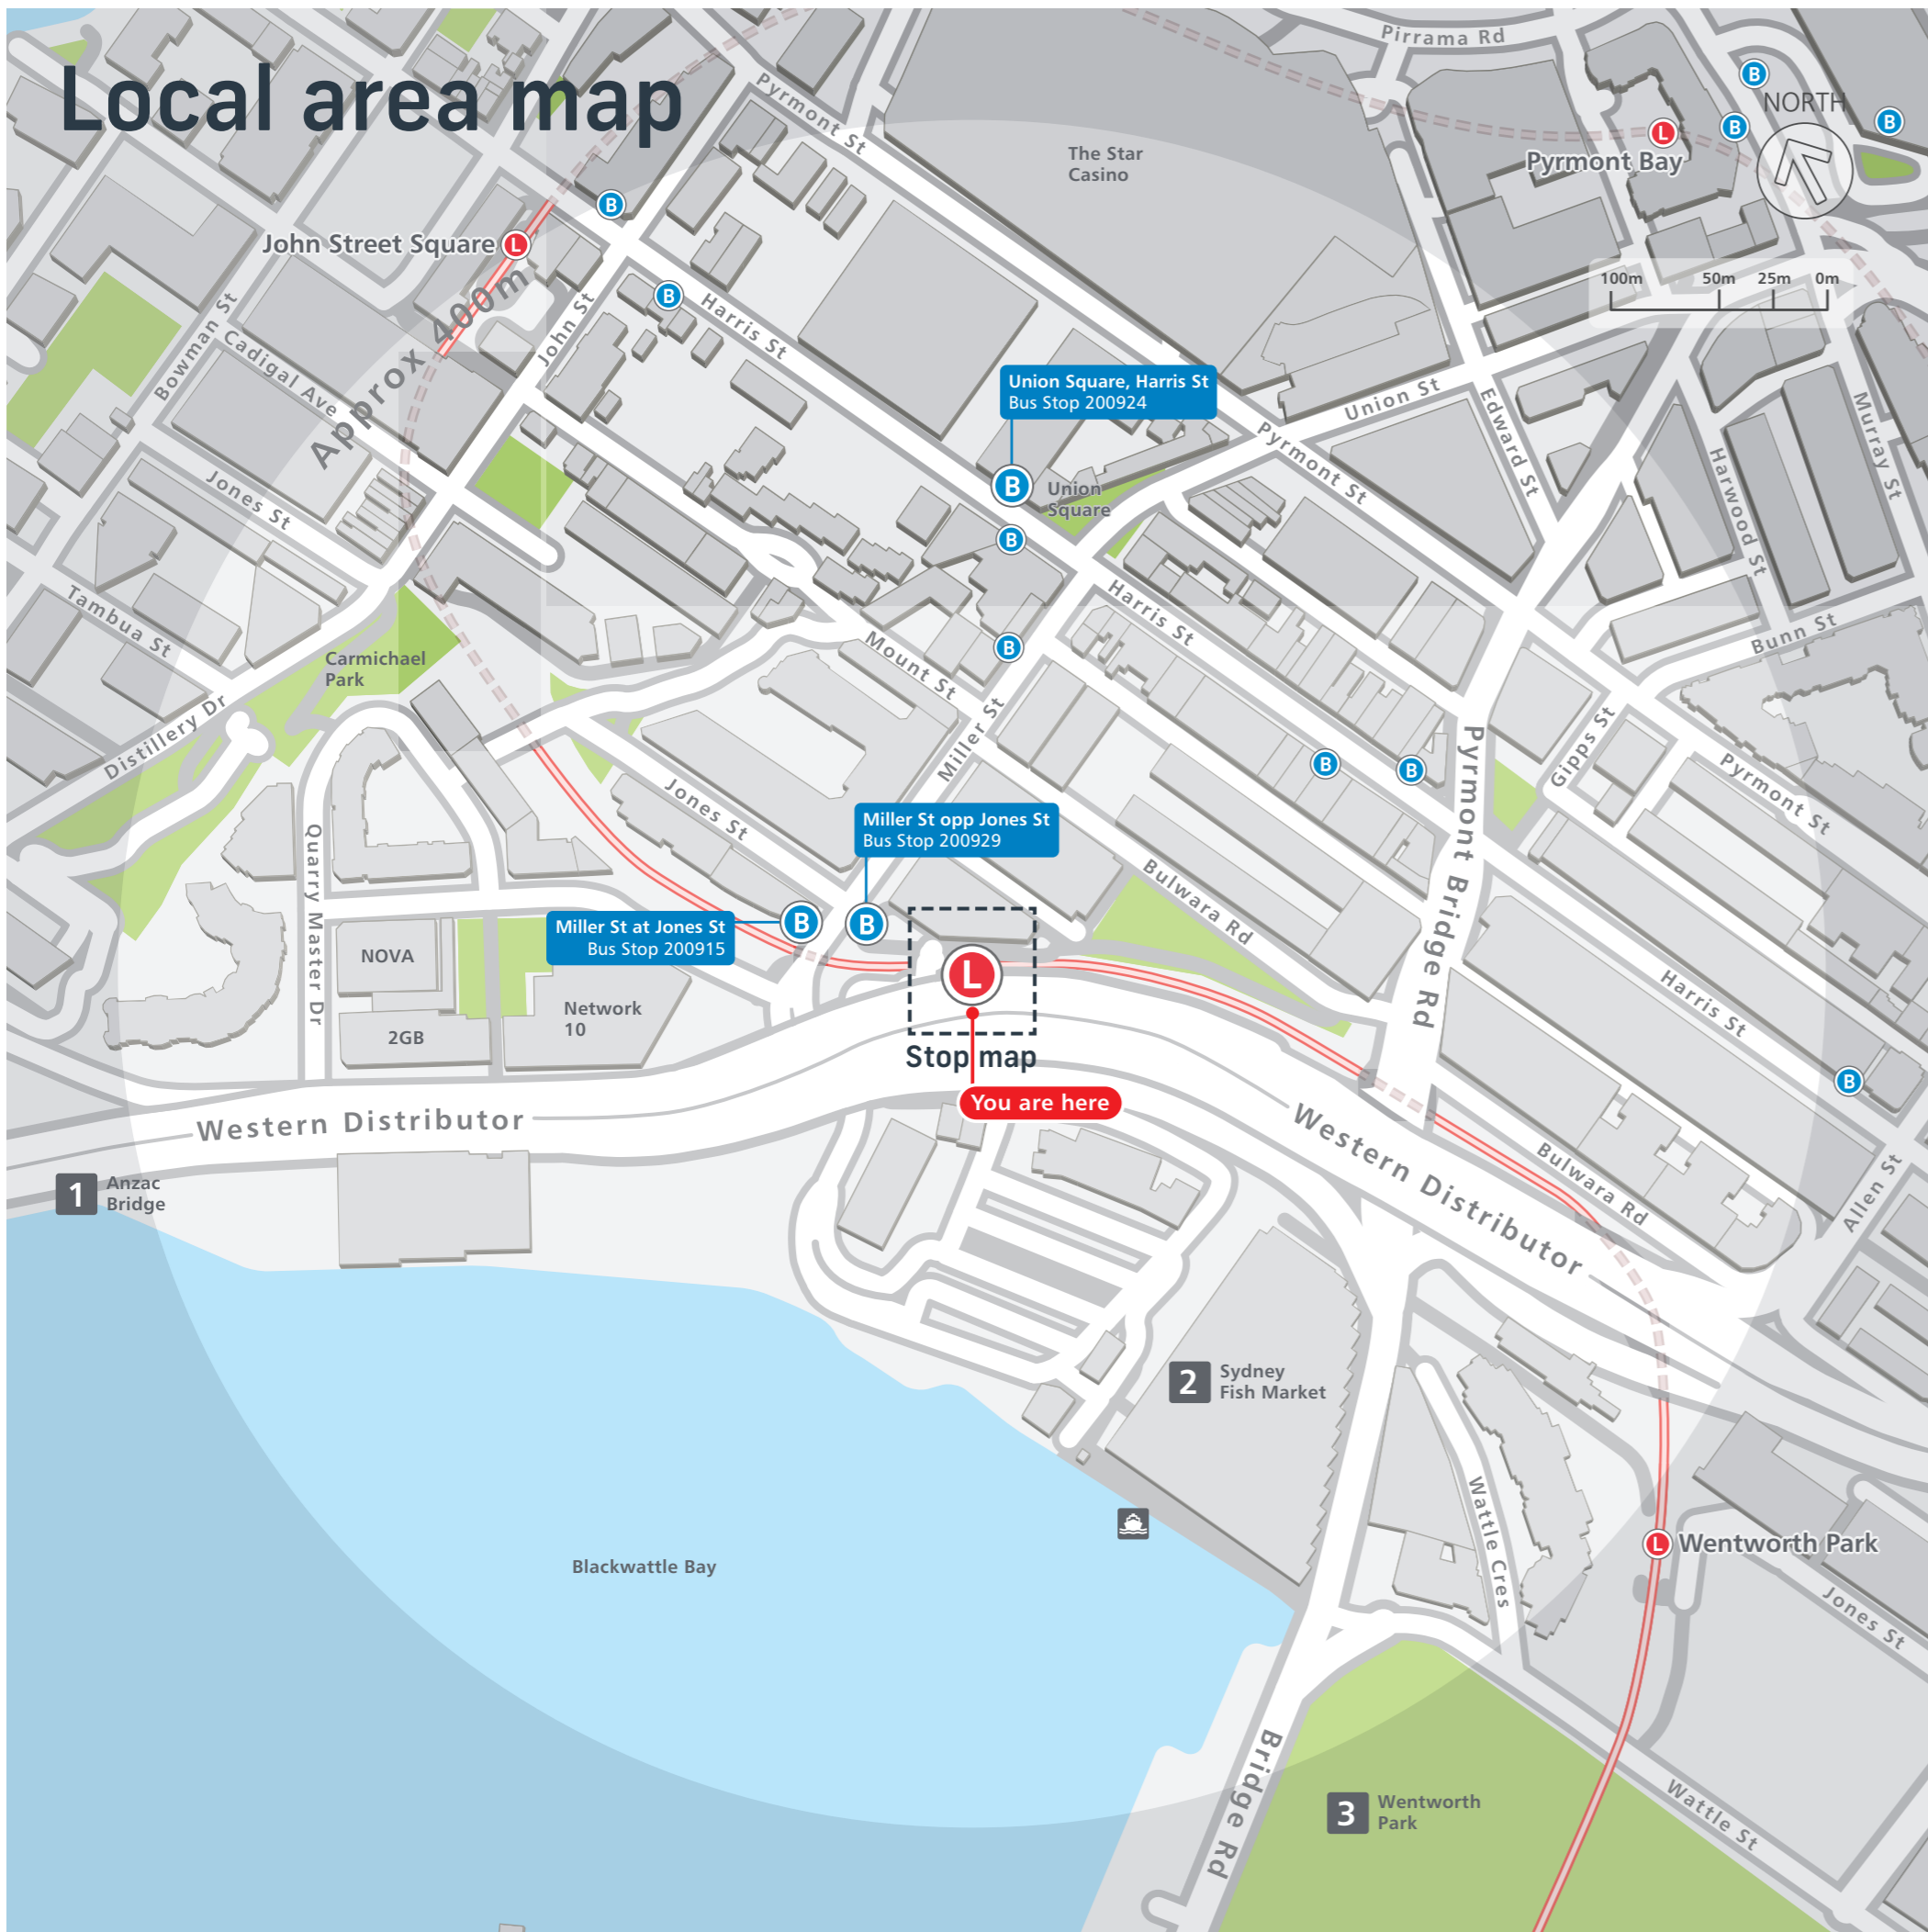 Local area map
Pirrama Rd
Pyrmont St
B
NORTH
B
B
L
Pyrmont Bay
The Star
Casino
B
John Street Square
L
Approx 400m
100m
50m
25m
0m
B
Harris St
John St
Bowman St
Cadigal Ave
Union Square, Harris St
Bus Stop 200924
Union St
Edward St
Murray St
Pyrmont St
Harwood St
B
Union
Square
Jones St
B
Harris St
Tambua St
Bunn St
Carmichael
Park
Mount St
B
Distillery Dr
Miller St
Gipps St
Pyrmont Bridge Rd
B
B
Pyrmont St
Jones St
Quarry Master Dr
Miller St opp Jones St
Bus Stop 200929
Bulwara Rd
Miller St at Jones St
Bus Stop 200915
B
B
NOVA
L
Network
10
2GB
Harris St
Stop map
You are here
B
Western Distributor
Western Distributor
Bulwara Rd
Allen St
1
Anzac
Bridge
2
Sydney
Fish Market
Wattle Cres
L
Wentworth Park
Blackwattle Bay
Jones St
Bridge Rd
3
Wentworth
Park
Wattle St